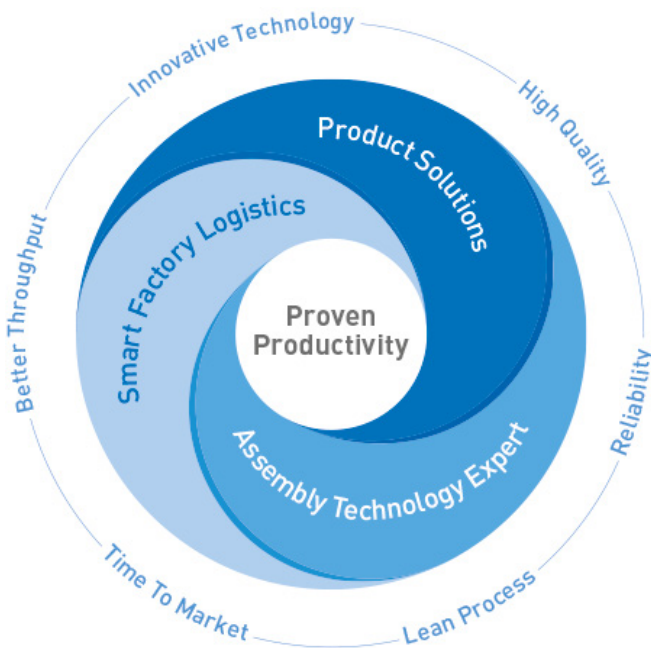 Innovative Technology
High Quality
Product Solutions
Smart Factory Logistics
Better Throughput
Proven
Productivity
Reliability
Assembly Technology Expert
Time To Market
Lean Process